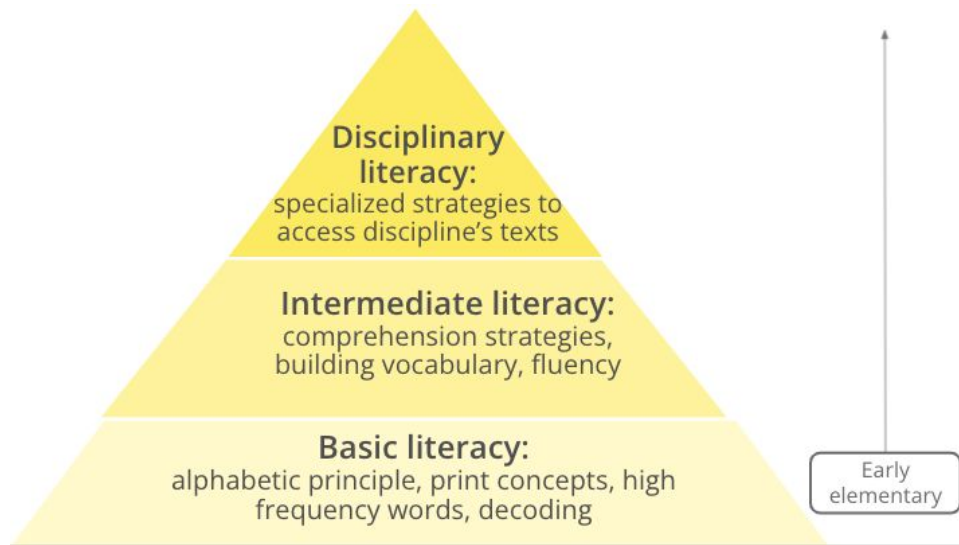 Disciplinary
literacy:
specialized strategies to
access discipline’s texts
Intermediate literacy:
comprehension strategies,
building vocabulary, fluency
Basic literacy:
alphabetic principle, print concepts, high
frequency words, decoding
Early
elementary